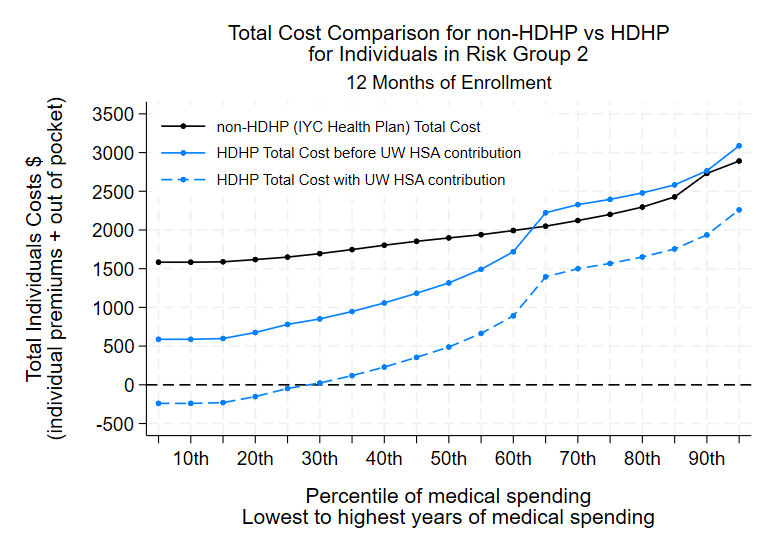 Total Cost Comparison for non-HDHP vs HDHP
for Individuals in Risk Group 2
12 Months of Enrollment
Total Individuals Costs $
(individual premiums + out of pocket)
3500
3000
2500
2000
1500
1000
500
0
-500
non-HDHP (IYC Health Plan) Total Cost
HDHP Total Cost before UW HSA contribution
HDHP Total Cost with UW HSA contribution
10th 20th 30th 40th 50th 60th 70th 80th 90th
Percentile of medical spending
Lowest to highest years of medical spending